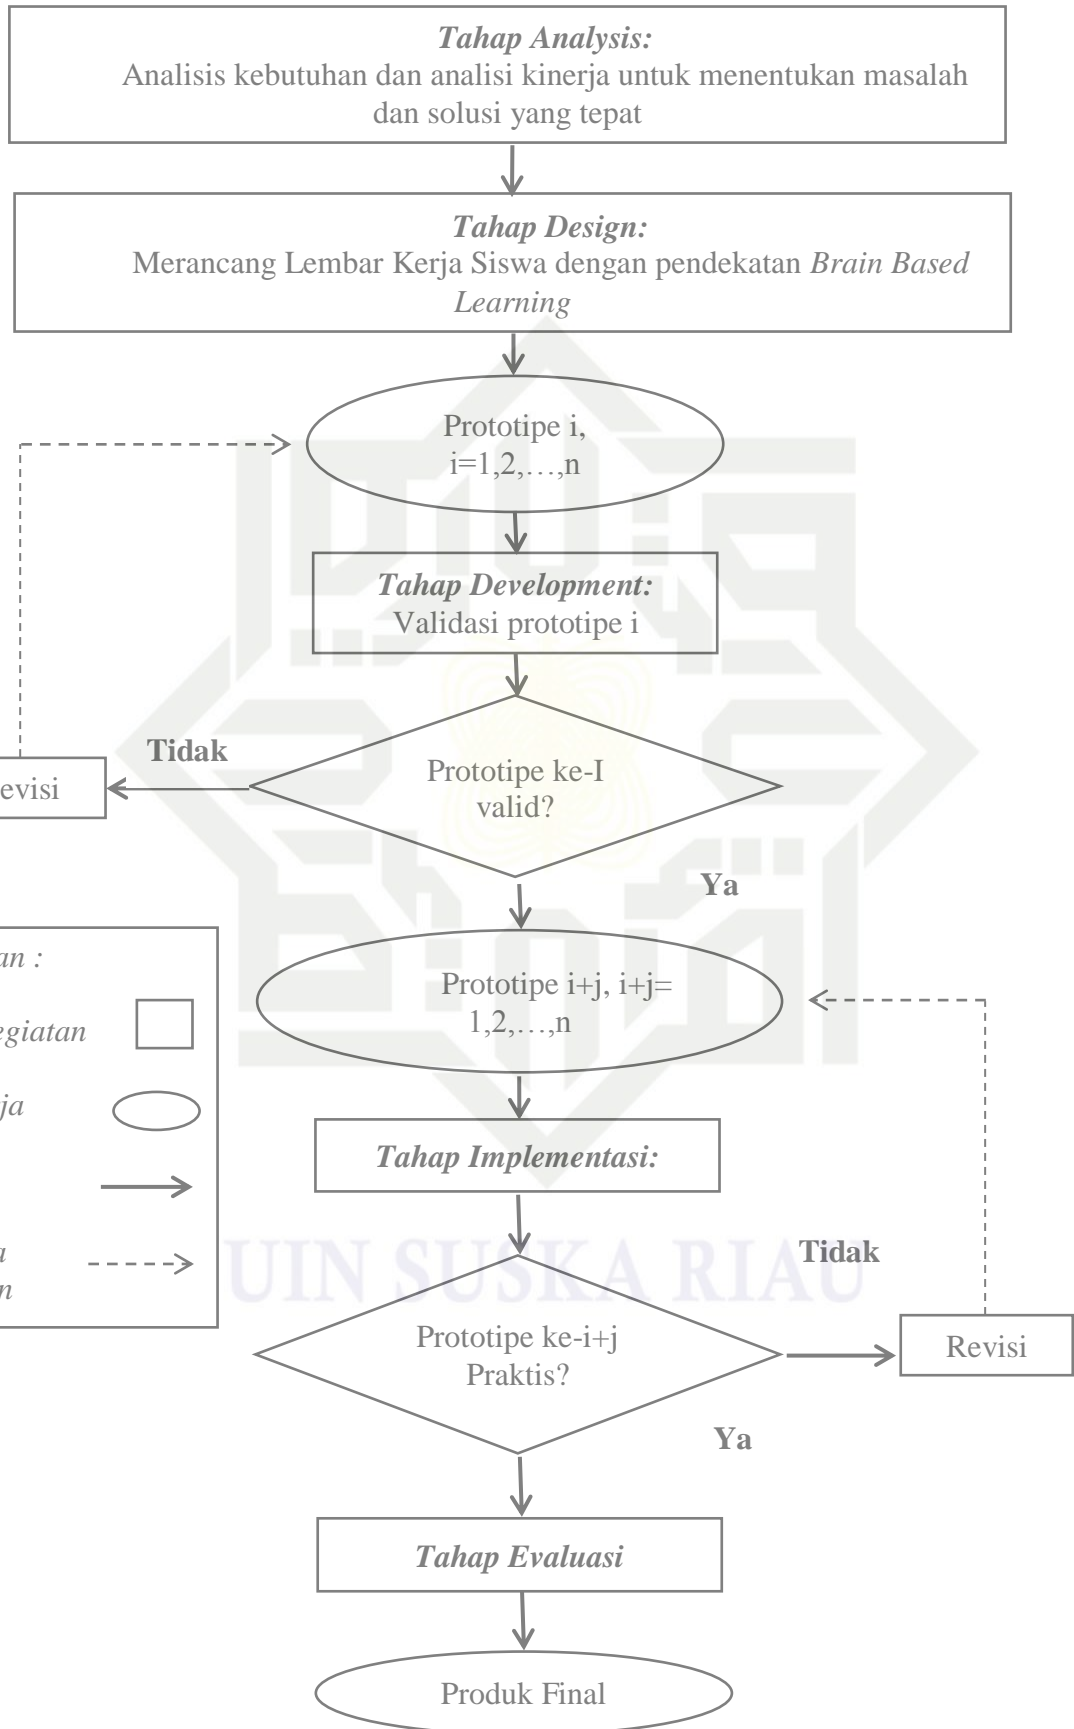 Tahap Analysis:
Analisis kebutuhan dan analisi kinerja untuk menentukan masalah
dan solusi yang tepat
Tahap Design:
Merancang Lembar Kerja Siswa dengan pendekatan Brain Based
Learning
Prototipe i,
i=1,2,…,n
Tahap Development:
Validasi prototipe i
Tidak
Prototipe ke-I
valid?
evisi
Ya
an :
egiatan
ja
a
n
Prototipe i+j, i+j=
1,2,…,n
Tahap Implementasi:
UIN SUSKA RIAU
Tidak
Prototipe ke-i+j
Praktis?
Revisi
Ya
Tahap Evaluasi
Produk Final